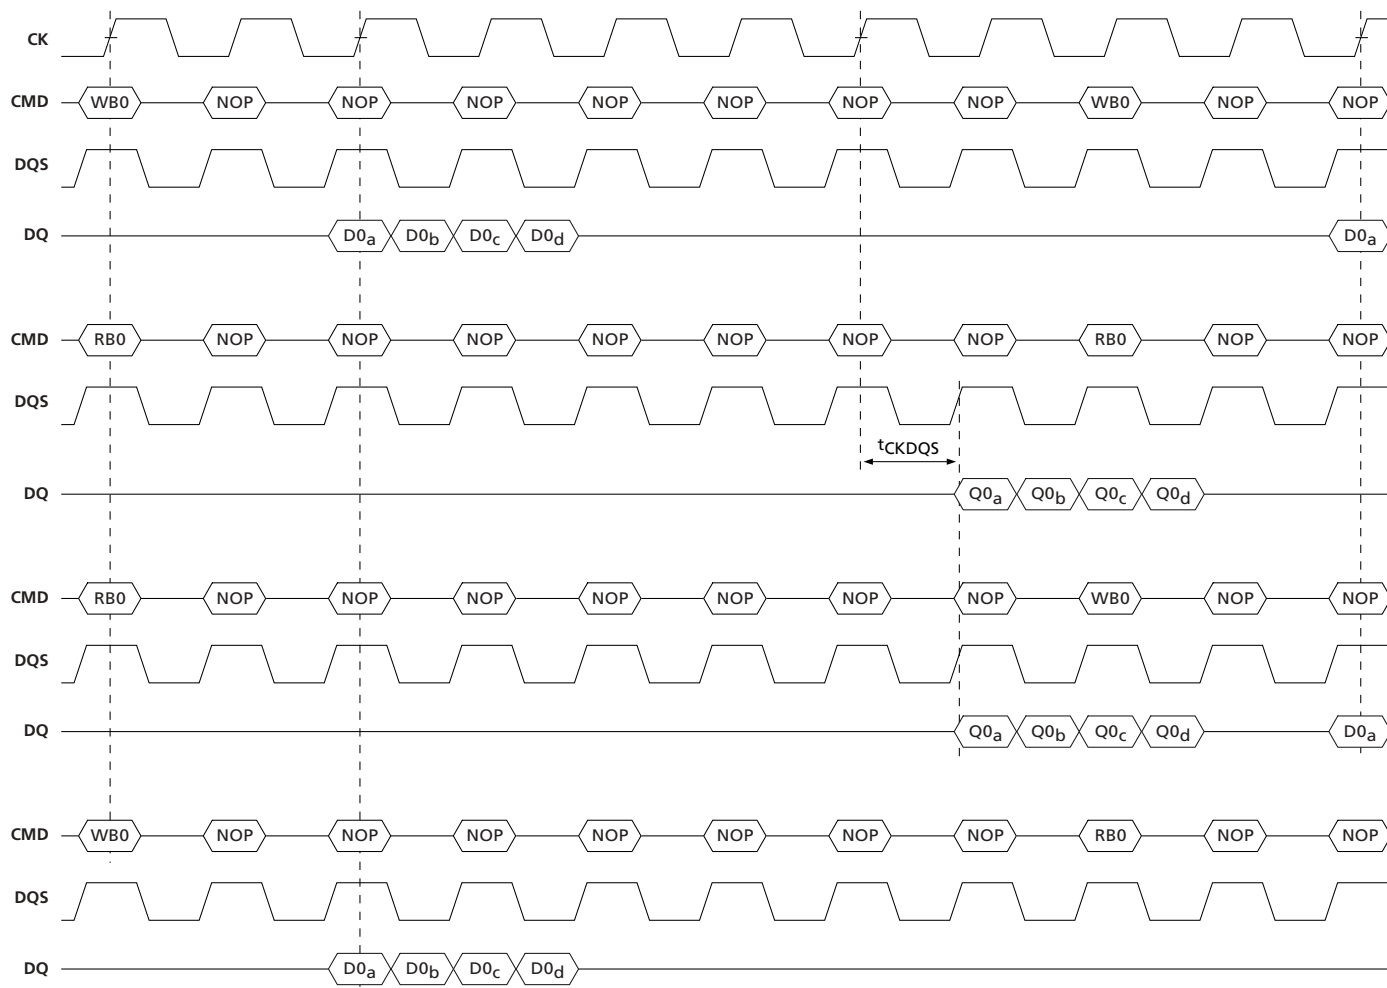 CK
CMD WB0 NOP NOP NOP NOP NOP NOP NOP WB0 NOP NOP
DQS
DQ D0a D0b D0c D0d D0a
CMD RB0 NOP NOP NOP NOP NOP NOP NOP RB0 NOP NOP
DQS
tCKDQS
DQ Q0a Q0b Q0c Q0d
CMD RB0 NOP NOP NOP NOP NOP NOP NOP WB0 NOP NOP
DQS
DQ Q0a Q0b Q0c Q0d D0a
CMD WB0 NOP NOP NOP NOP NOP NOP NOP RB0 NOP NOP
DQS
DQ D0a D0b D0c D0d